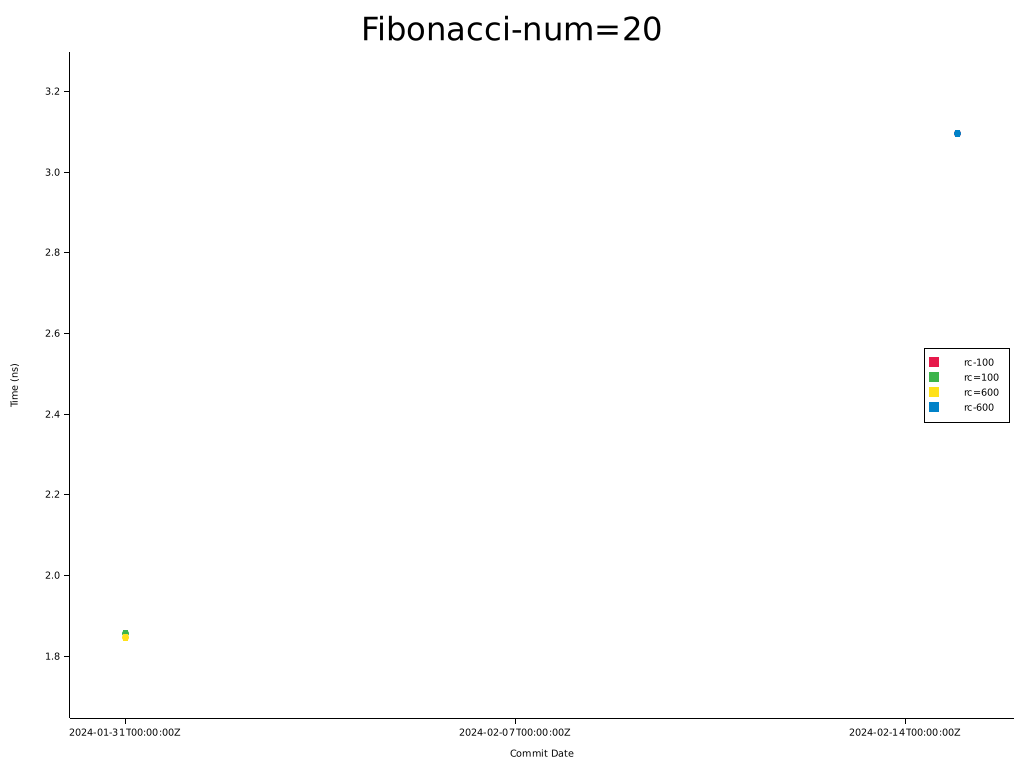 Fibonacci-num=20
3.2
3.0
2.8
2.6
2.4
2.2
2.0
1.8
Time (ns)
rc-100
rc=100
rc=600
rc-600
2024-01-31T00:00:00Z
2024-02-07T00:00:00Z
2024-02-14T00:00:00Z
Commit Date